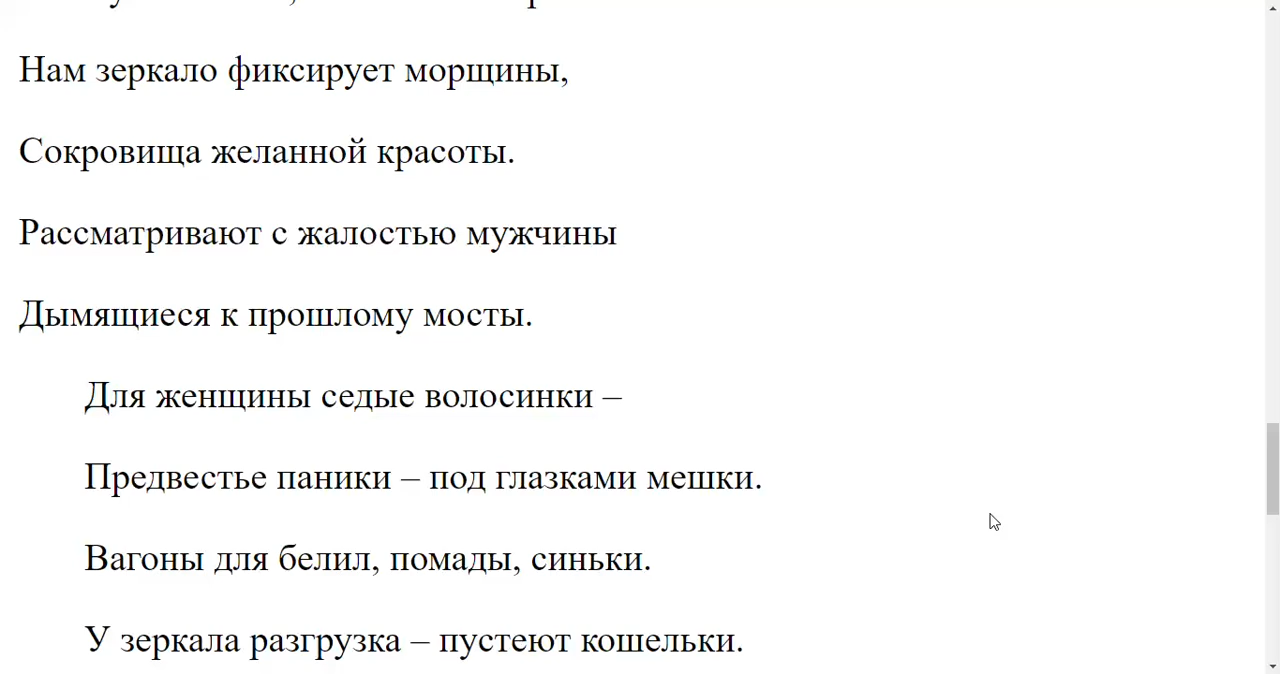 Нам зеркало фиксирует морщины,
Сокровища желанной красоты.
Рассматривают с жалостью мужчины
Дымящиеся к прошлому мосты.
Для женщины седые волосинки –
Предвестье паники – под глазками мешки.
Вагоны для белил, помады, синьки.
У зеркала разгрузка – пустеют кошельки.